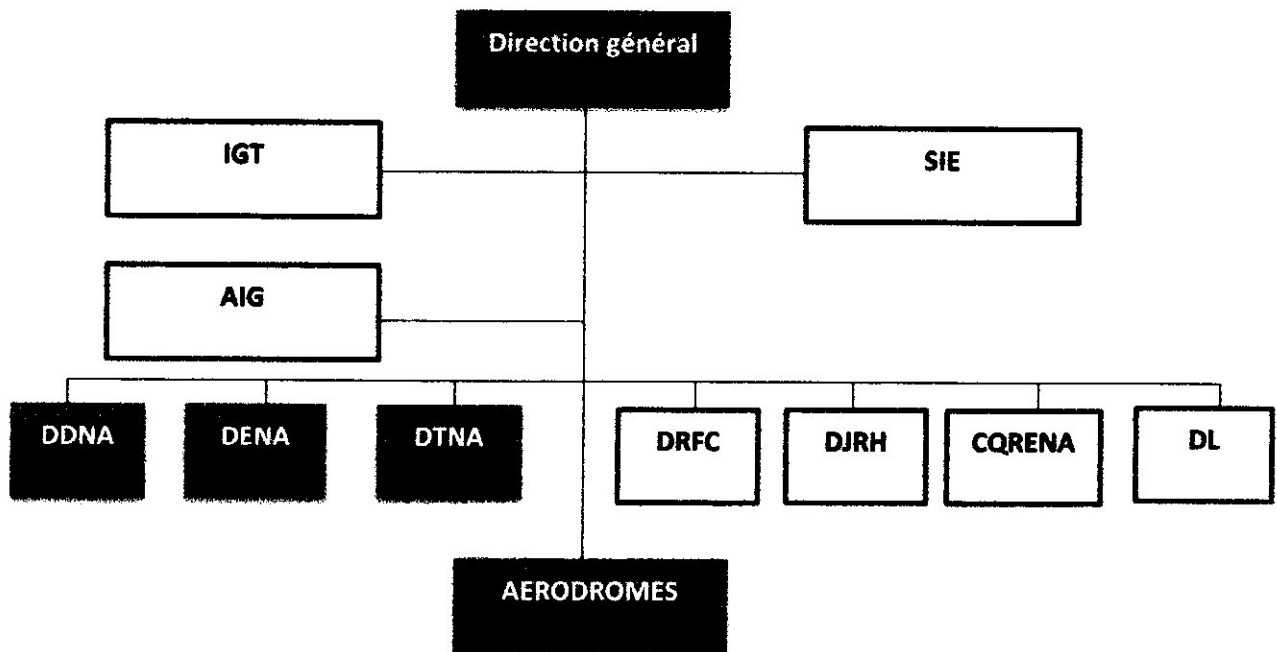 Direction général
IGT
SIE
AIG
DDNA
DENA
DTNA
DRFC
DJRH
CQRENA
DL
AERODROMES